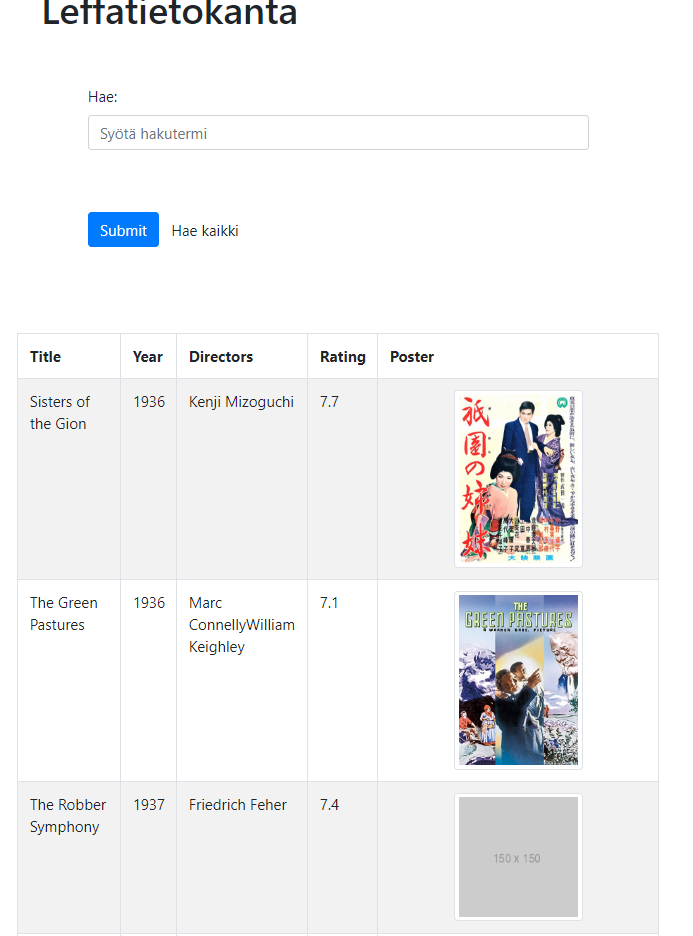 Leffatietokanta
Hae:
Syötä hakutermi
Submit Hae kaikki
Title Year Directors Rating Poster
Sisters of the Gion 1936 Kenji Mizoguchi 7.7
祇園の姉妹
大映映画
The Green Pastures 1936 Marc ConnellyWilliam Keighley 7.1
THE
GREEN PASTURES
A WARNER BROS. PICTURE
The Robber Symphony 1937 Friedrich Feher 7.4
150 x 150